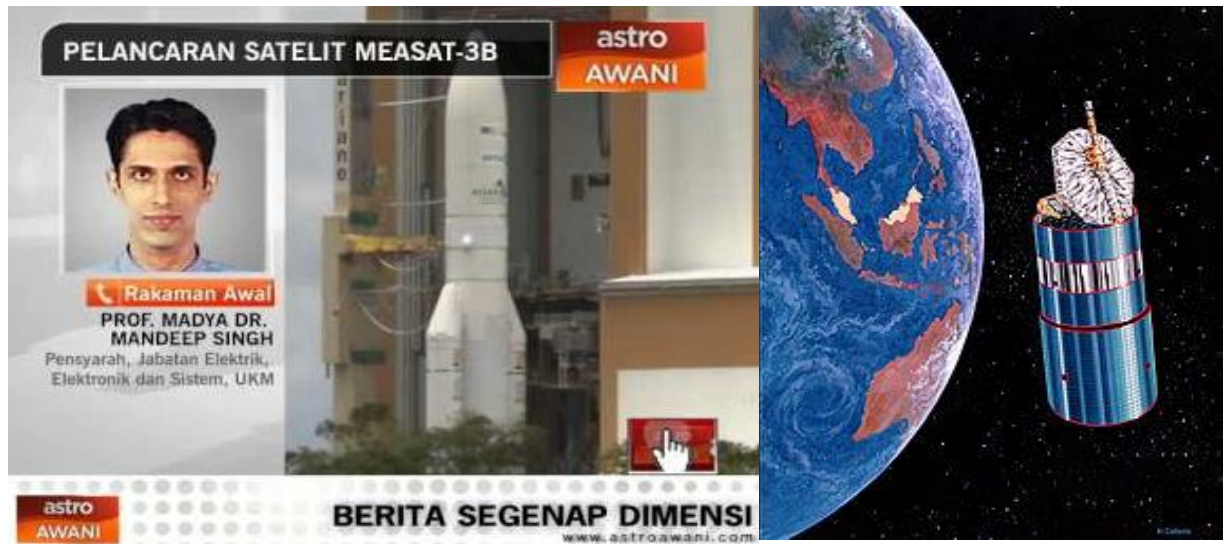 PELANCARAN SATELIT MEASAT-3B
astro
AWANI
ariane
Rakaman Awal
PROF. MADYA DR.
MANDEEP SINGH
Pensyarah, Jabatan Elektrik,
Elektronik dan Sistem, UKM
astro
AWANI
BERITA SEGENAP DIMENSI
www.astroawani.com